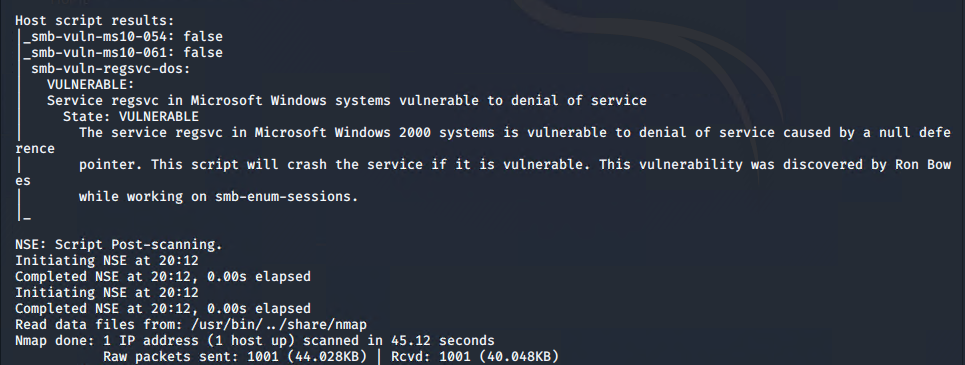 Host script results:
|_smb-vuln-ms10-054: false
|_smb-vuln-ms10-061: false
| smb-vuln-regsvc-dos:
|   VULNERABLE:
|   Service regsvc in Microsoft Windows systems vulnerable to denial of service
|     State: VULNERABLE
|       The service regsvc in Microsoft Windows 2000 systems is vulnerable to denial of service caused by a null defe
rence
|       pointer. This script will crash the service if it is vulnerable. This vulnerability was discovered by Ron Bow
es
|       while working on smb-enum-sessions.
|_
NSE: Script Post-scanning.
Initiating NSE at 20:12
Completed NSE at 20:12, 0.00s elapsed
Initiating NSE at 20:12
Completed NSE at 20:12, 0.00s elapsed
Read data files from: /usr/bin/../share/nmap
Nmap done: 1 IP address (1 host up) scanned in 45.12 seconds
           Raw packets sent: 1001 (44.028KB) | Rcvd: 1001 (40.048KB)